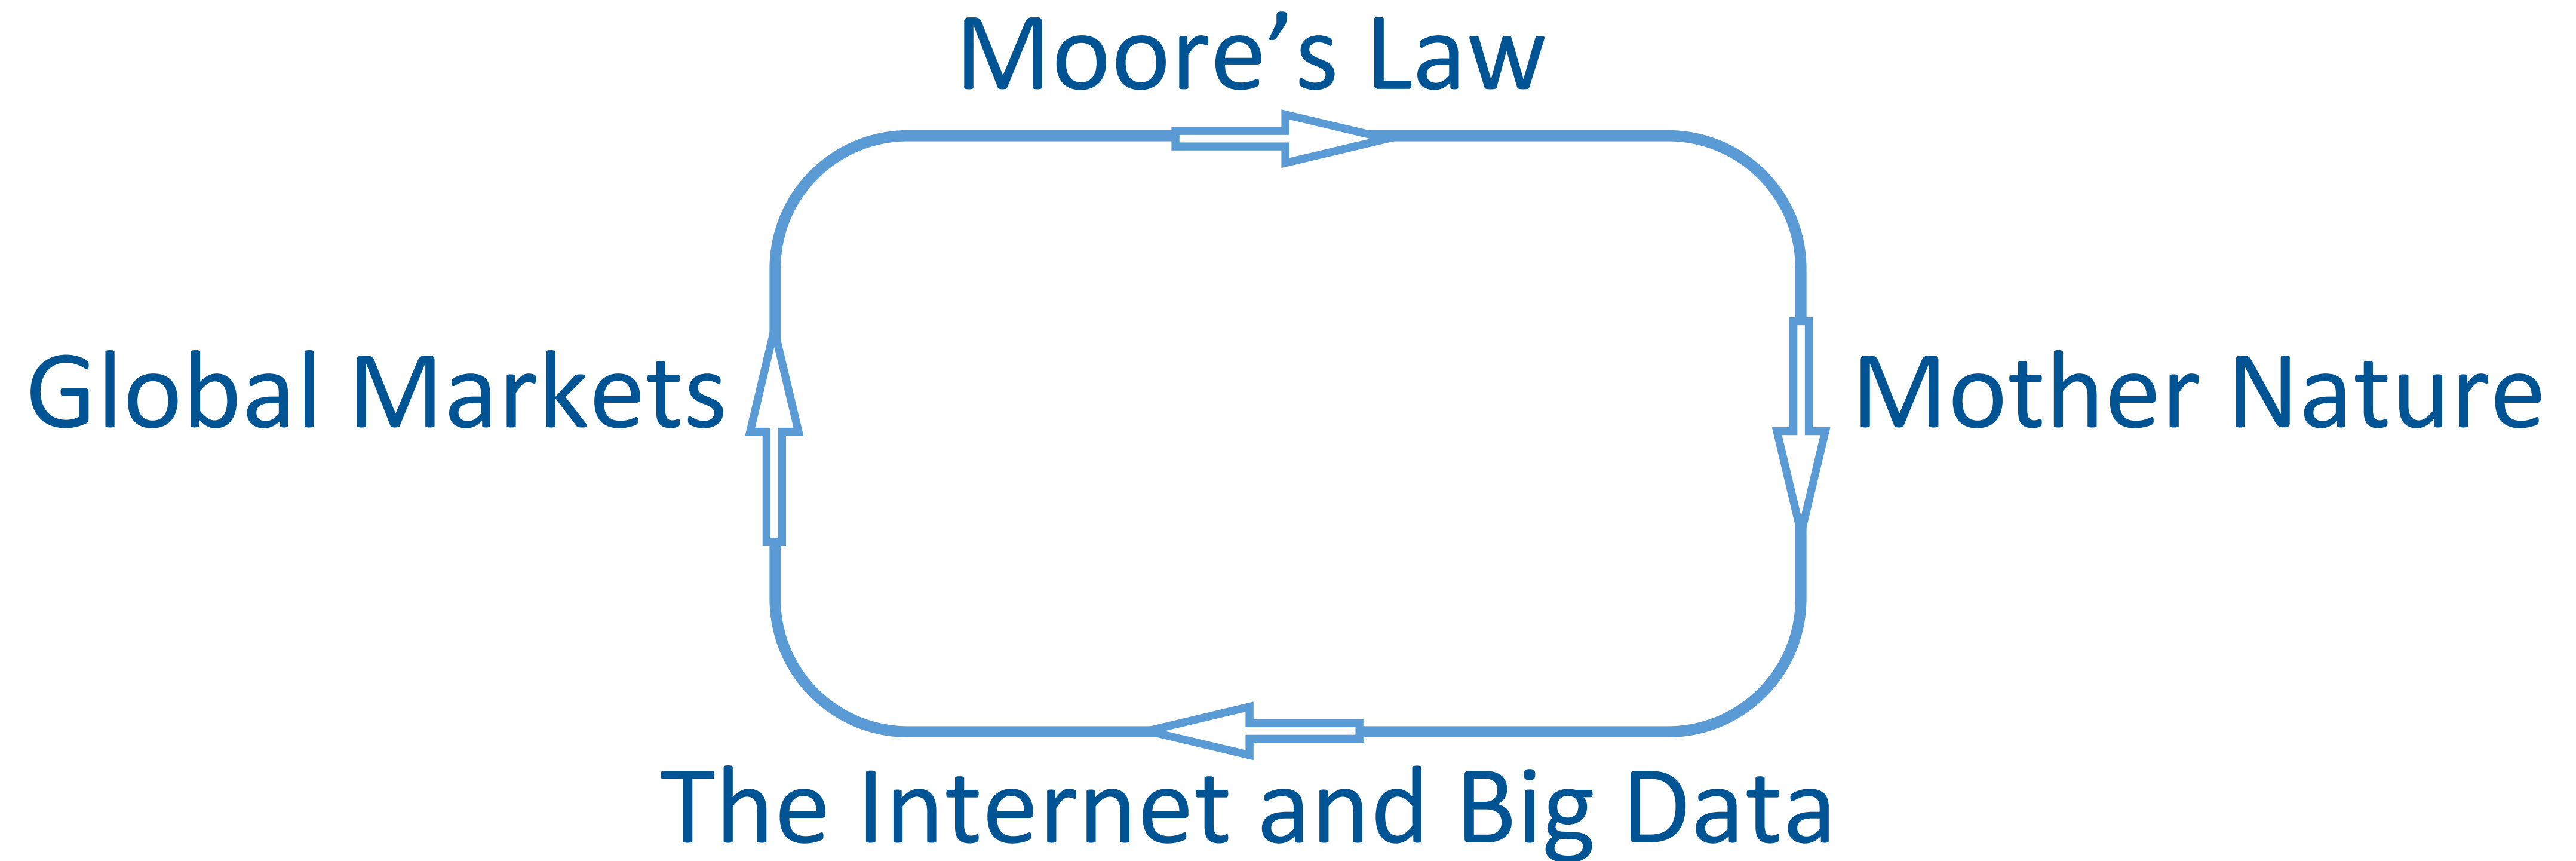 Moore’s Law
Global Markets
Mother Nature
The Internet and Big Data